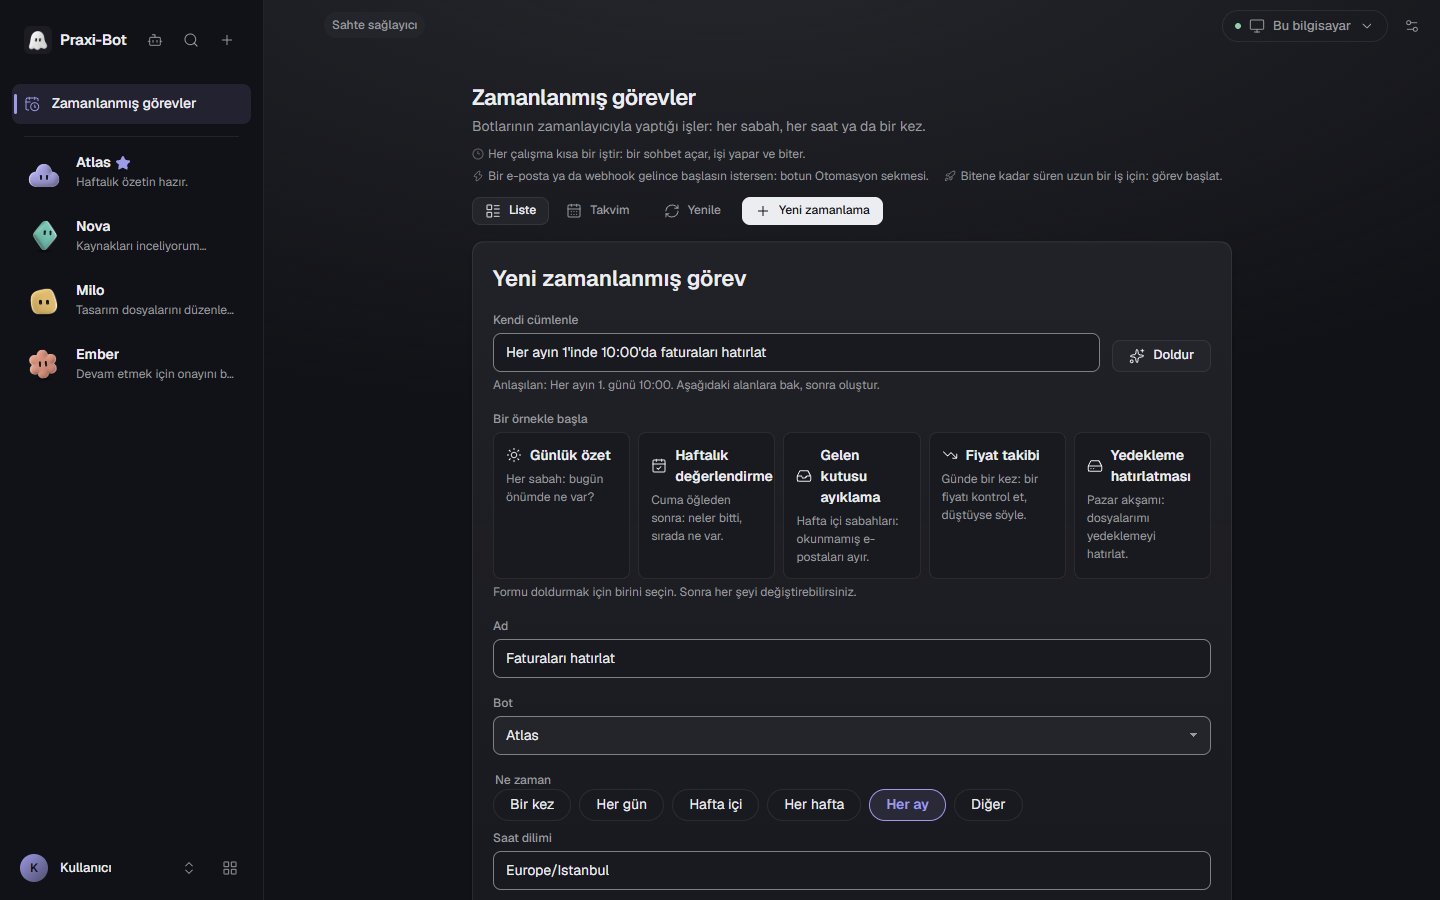 Praxi-Bot
Zamanlanmış görevler
Atlas
Haftalık özetin hazır.
Nova
Kaynakları inceliyorum...
Milo
Tasarım dosyalarını düzenle...
Ember
Devam etmek için onayını b...
K
Kullanıcı
Sahte sağlayıcı
Bu bilgisayar
Zamanlanmış görevler
Botlarının zamanlayıcıyla yaptığı işler: her sabah, her saat ya da bir kez.
Her çalışma kısa bir iştir: bir sohbet açar, işi yapar ve biter.
Bir e-posta ya da webhook gelince başlasın istersen: botun Otomasyon sekmesi. Bitene kadar süren uzun bir iş için: görev başlat.
Liste
Takvim
Yenile
Yeni zamanlama
Yeni zamanlanmış görev
Kendi cümlenle
Her ayın 1'inde 10:00'da faturaları hatırlat
Doldur
Anlaşılan: Her ayın 1. günü 10:00. Aşağıdaki alanlara bak, sonra oluştur.
Bir örnekle başla
Günlük özet
Her sabah: bugün
önümde ne var?
Haftalık
değerlendirme
Cuma öğleden
sonra: neler bitti,
sırada ne var.
Gelen
kutusu
ayıklama
Hafta içi sabahları:
okunmamış e-
postaları ayır.
Fiyat takibi
Günde bir kez: bir
fiyatı kontrol et,
düştüyse söyle.
Yedekleme
hatırlatması
Pazar akşamı:
dosyalarımı
yedeklemeyi
hatırlat.
Formu doldurmak için birini seçin. Sonra her şeyi değiştirebilirsiniz.
Ad
Faturaları hatırlat
Bot
Atlas
Ne zaman
Bir kez
Her gün
Hafta içi
Her hafta
Her ay
Diğer
Saat dilimi
Europe/Istanbul